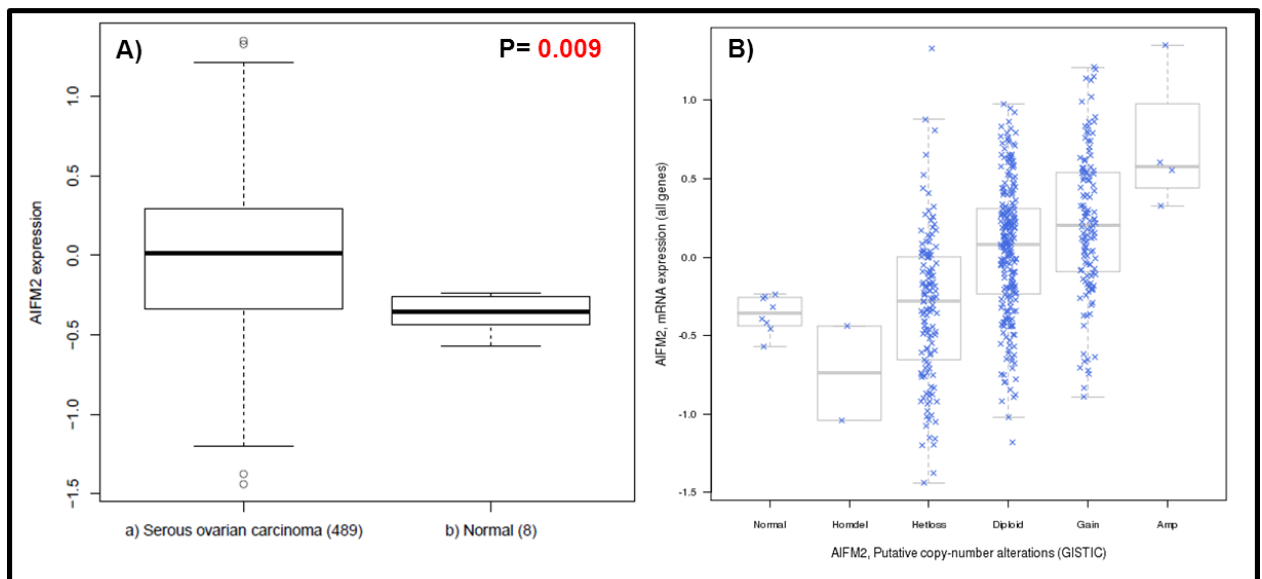 A)
P= 0.009
AIFM2 expression
1.0
0.5
0.0
−0.5
−1.0
−1.5
a) Serous ovarian carcinoma (489)
b) Normal (8)
B)
AIFM2, mRNA expression (all genes)
1.0
0.5
0.0
-0.5
-1.0
-1.5
Normal
Homdel
Hetloss
Diploid
Gain
Amp
AIFM2, Putative copy-number alterations (GISTIC)